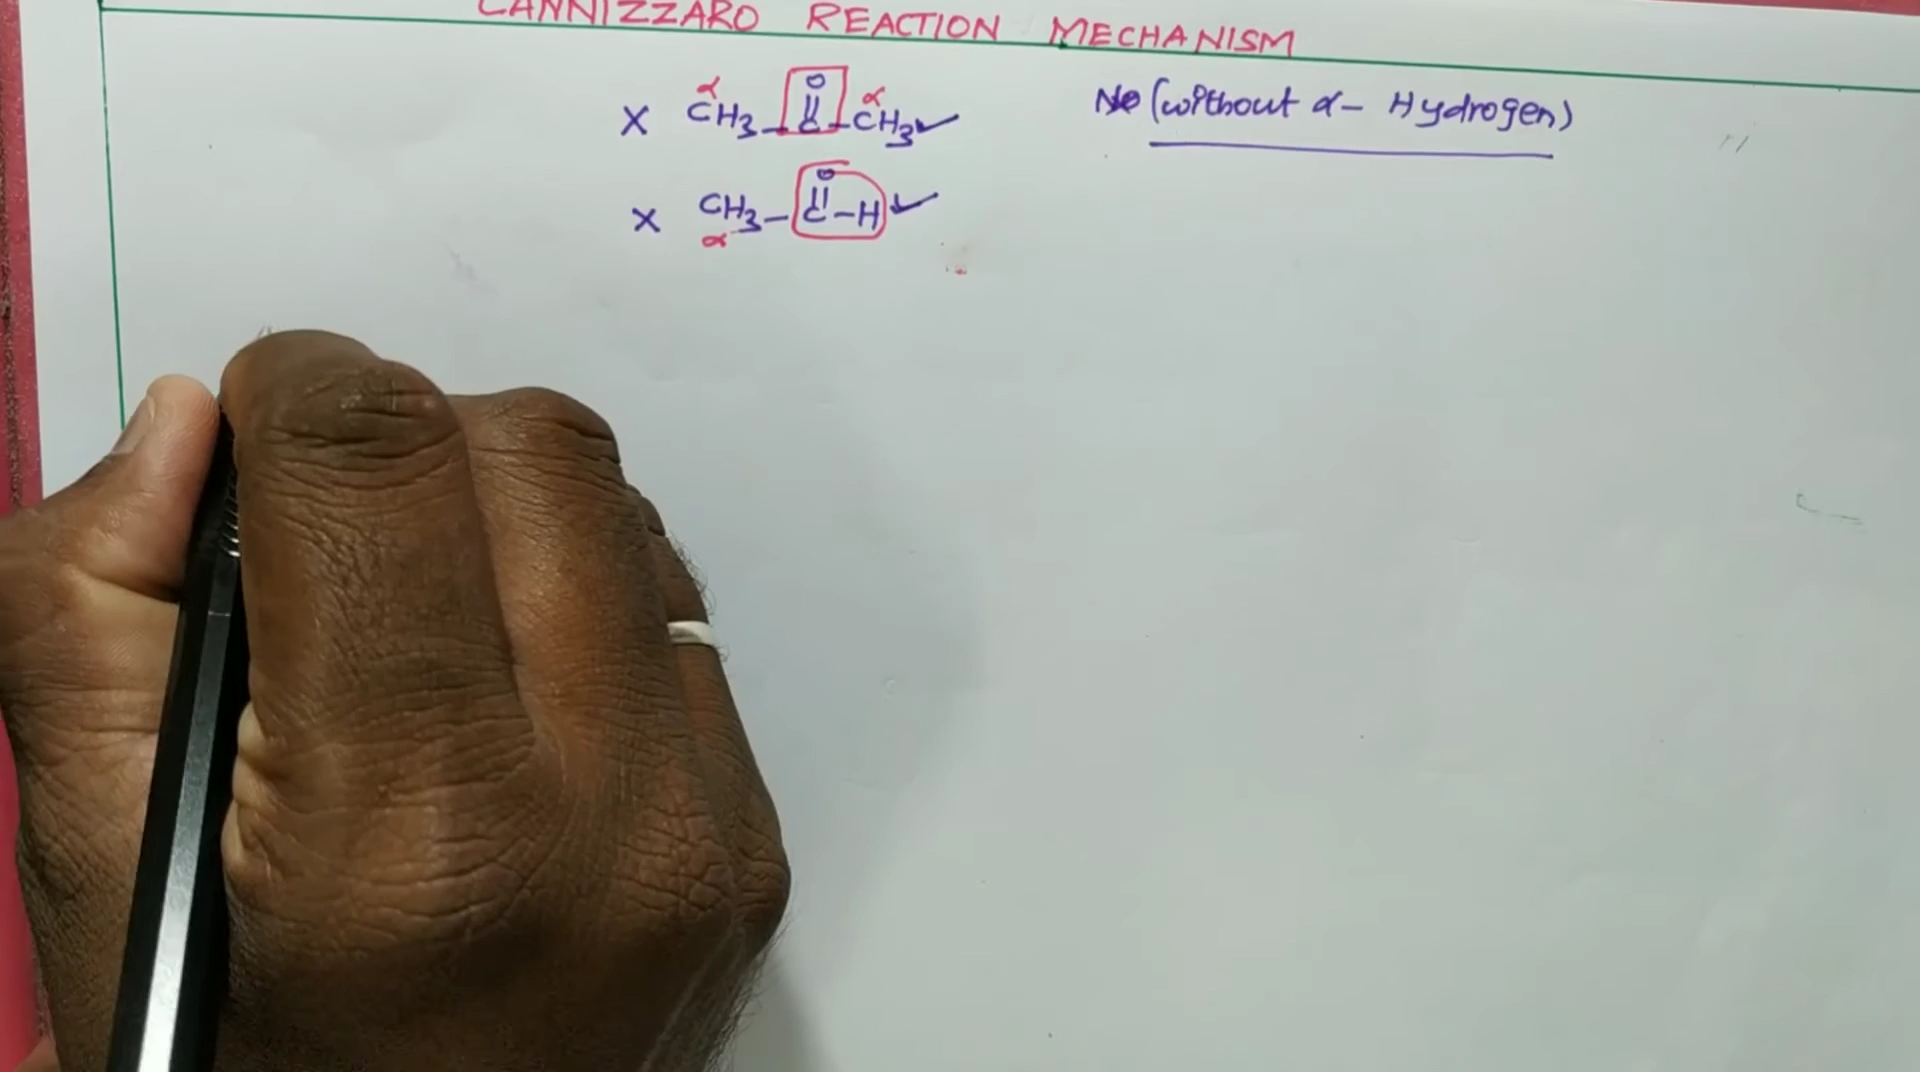 CANNIZZARO REACTION MECHANISM
α O α
X CH3 - C - CH3 ✓ No (without α - Hydrogen)
O
X CH3 - C - H ✓
α